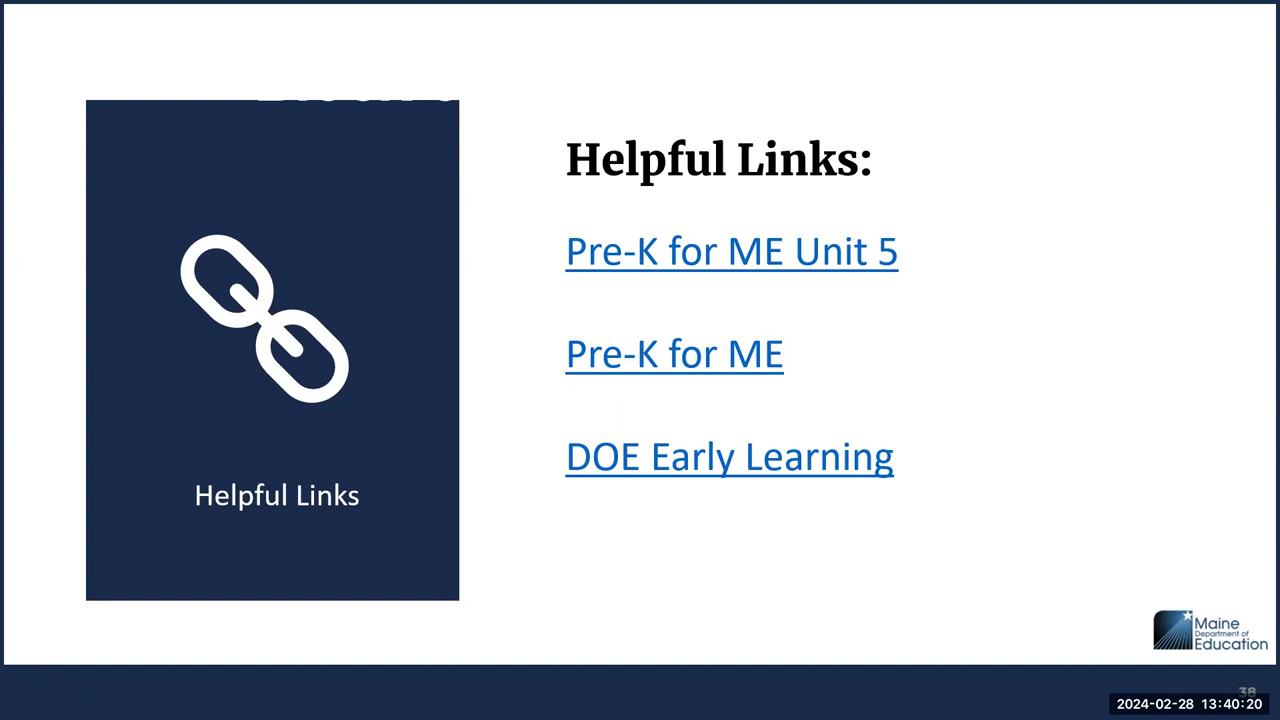 Helpful Links:
Pre-K for ME Unit 5
Pre-K for ME
DOE Early Learning
Helpful Links
Maine
Department of
Education
38
2024-02-28 13:40:20